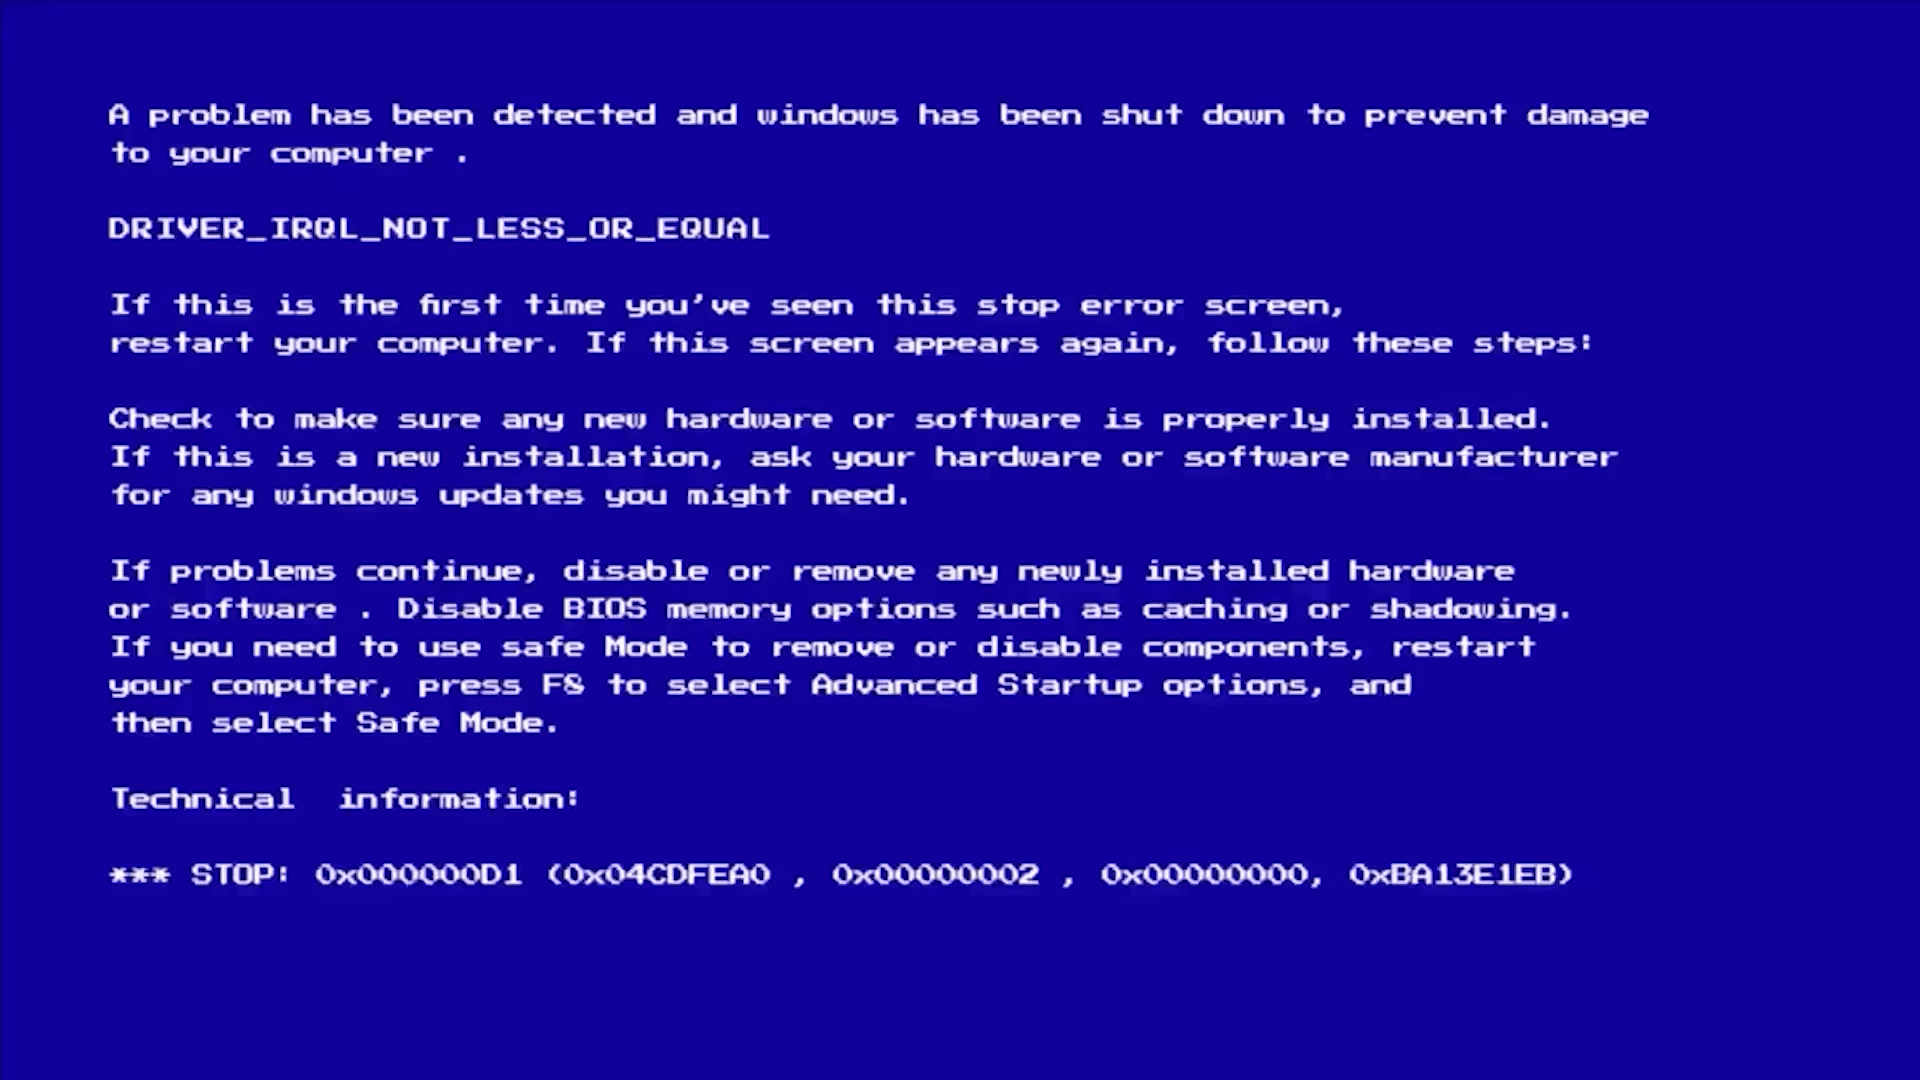 A problem has been detected and windows has been shut down to prevent damage
to your computer .
DRIVER_IRQL_NOT_LESS_OR_EQUAL
If this is the first time you've seen this stop error screen,
restart your computer. If this screen appears again, follow these steps:
Check to make sure any new hardware or software is properly installed.
If this is a new installation, ask your hardware or software manufacturer
for any windows updates you might need.
If problems continue, disable or remove any newly installed hardware
or software . Disable BIOS memory options such as caching or shadowing.
If you need to use safe Mode to remove or disable components, restart
your computer, press F& to select Advanced Startup options, and
then select Safe Mode.
Technical  information:
*** STOP: 0x000000D1 (0x04CDFEA0 , 0x00000002 , 0x00000000, 0xBA13E1EB)